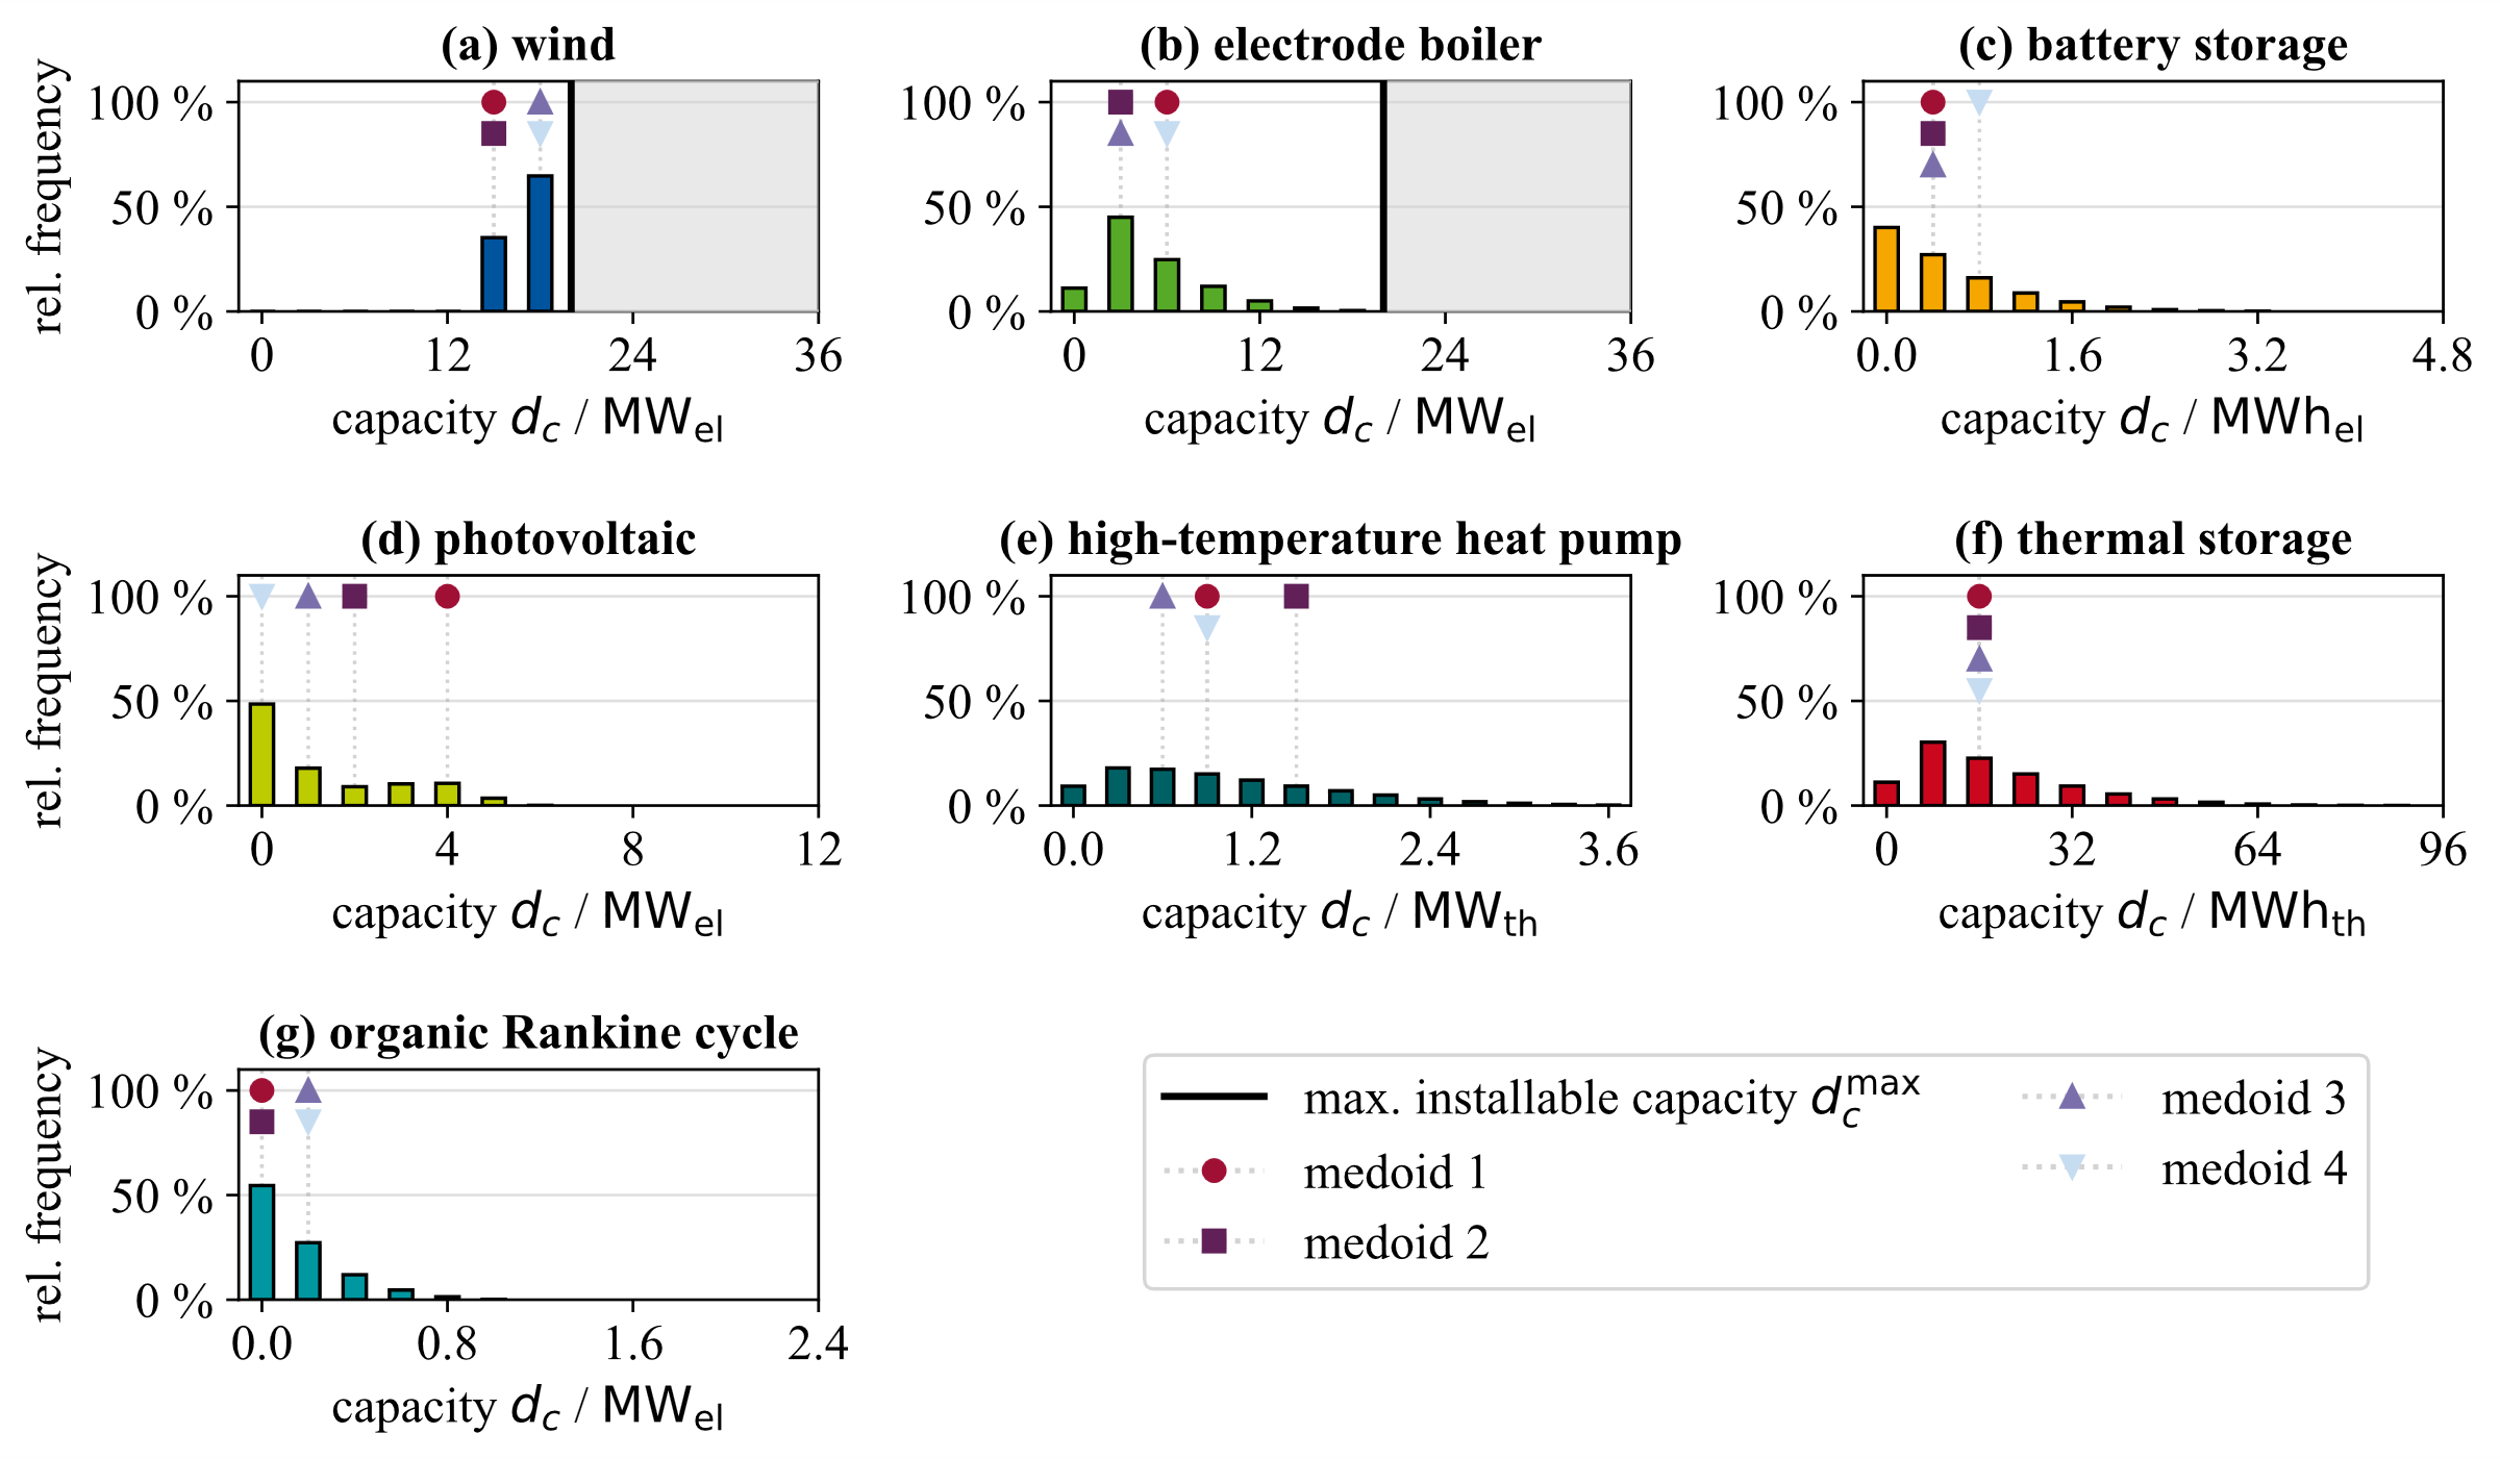 (a) wind
rel. frequency
100 %
50 %
0 %
0 12 24 36
capacity d_c / MW_el
(b) electrode boiler
100 %
50 %
0 %
0 12 24 36
capacity d_c / MW_el
(c) battery storage
100 %
50 %
0 %
0.0 1.6 3.2 4.8
capacity d_c / MWh_el
(d) photovoltaic
rel. frequency
100 %
50 %
0 %
0 4 8 12
capacity d_c / MW_el
(e) high-temperature heat pump
100 %
50 %
0 %
0.0 1.2 2.4 3.6
capacity d_c / MW_th
(f) thermal storage
100 %
50 %
0 %
0 32 64 96
capacity d_c / MWh_th
(g) organic Rankine cycle
rel. frequency
100 %
50 %
0 %
0.0 0.8 1.6 2.4
capacity d_c / MW_el
max. installable capacity d_c^max
medoid 1
medoid 2
medoid 3
medoid 4